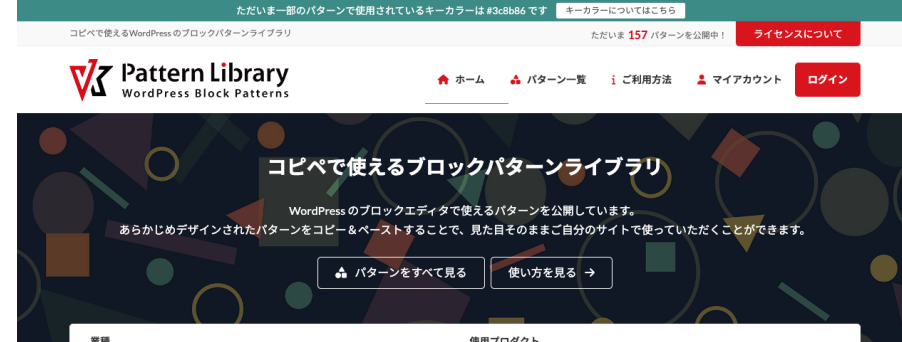 ただいま一部のパターンで使用されているキーカラーは #3c8b86 です キーカラーについてはこちら
コピペで使えるWordPress のブロックパターンライブラリ ただいま 157 パターンを公開中！ ライセンスについて
Pattern Library
WordPress Block Patterns
ホーム パターン一覧 ご利用方法 マイアカウント ログイン
コピペで使えるブロックパターンライブラリ
WordPress のブロックエディタで使えるパターンを公開しています。
あらかじめデザインされたパターンをコピー＆ペーストすることで、見た目そのままご自分のサイトで使っていただくことができます。
パターンをすべて見る 使い方を見る →
業種 使用プロダクト